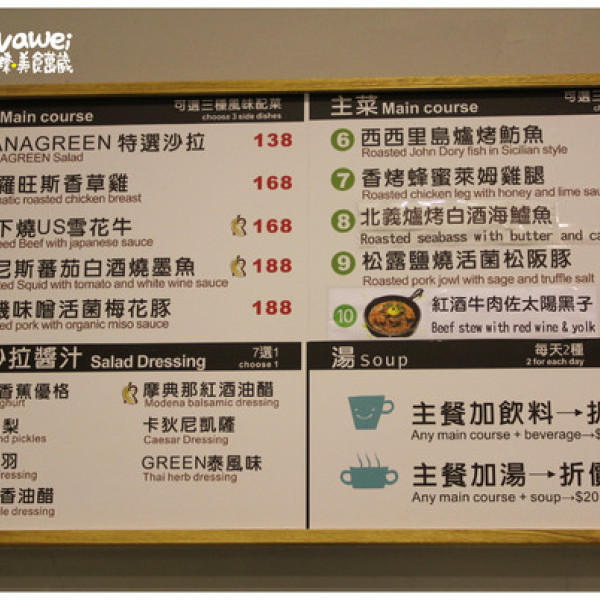 vawei
臻·美食蔬藏
Main course 可選三種風味配菜
choose 3 side dishes
ANAGREEN 特選沙拉 138
AGREEN Salad
羅旺斯香草雞 168
natic roasted chicken breast
下燒US雪花牛 168
ed Beef with japanese sauce
尼斯蕃茄白酒燒墨魚 188
ted Squid with tomato and white wine sauce
機味噌活菌梅花豚 188
ed pork with organic miso sauce
主菜 Main course 可選三
choose
6 西西里島爐烤魴魚
Roasted John Dory fish in Sicilian style
7 香烤蜂蜜萊姆雞腿
Roasted chicken leg with honey and lime sau
8 北義爐烤白酒海鱸魚
Roasted seabass with butter and ca
9 松露鹽燒活菌松阪豚
Roasted pork jowl with sage and truffle salt
10 紅酒牛肉佐太陽黑子
Beef stew with red wine & yolk
沙拉醬汁 Salad Dressing 7選1
choose 1
香蕉優格
ghurt
梨
nd pickles
羽
ressing
香油醋
le dressing
摩典那紅酒油醋
Modena balsamic dressing
卡狄尼凱薩
Caesar Dressing
GREEN泰風味
Thai herb dressing
湯 Soup 每天2種
2 for each day
主餐加飲料→折
Any main course + beverage→$
主餐加湯→折價
Any main course + soup→$20